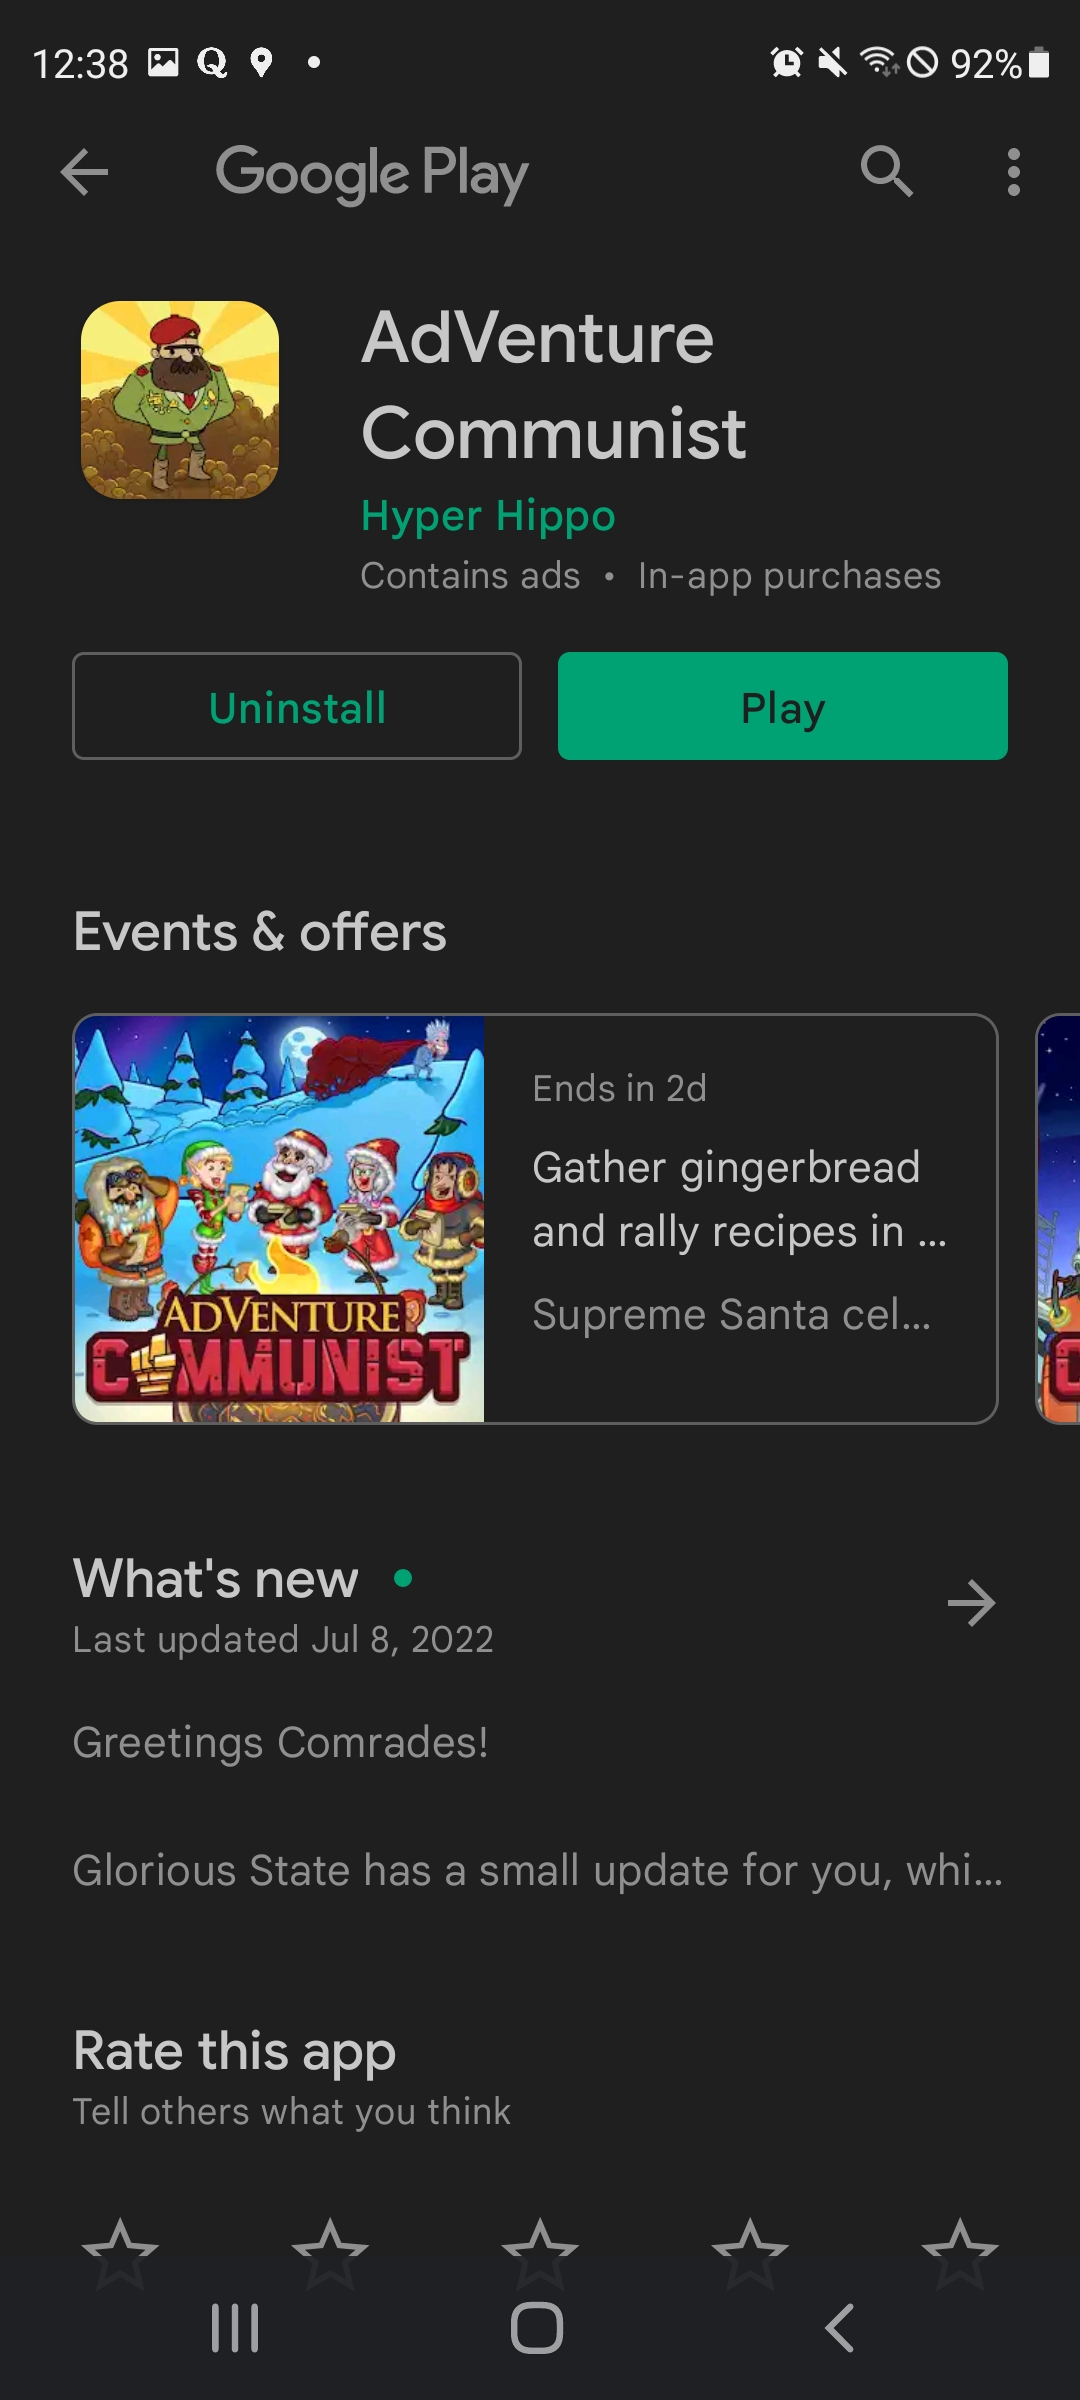 12:38
92%
Google Play
AdVenture
Communist
Hyper Hippo
Contains ads • In-app purchases
Uninstall
Play
Events & offers
Ends in 2d
Gather gingerbread
and rally recipes in ...
Supreme Santa cel...
ADVENTURE
COMMUNIST
What's new
Last updated Jul 8, 2022
Greetings Comrades!
Glorious State has a small update for you, whi...
Rate this app
Tell others what you think